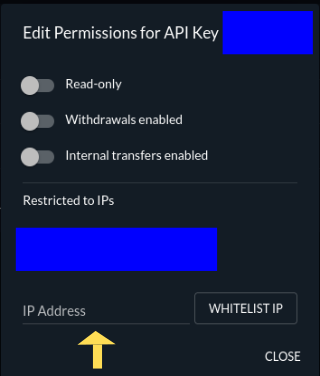 Edit Permissions for API Key
Read-only
Withdrawals enabled
Internal transfers enabled
Restricted to IPs
IP Address
WHITELIST IP
CLOSE